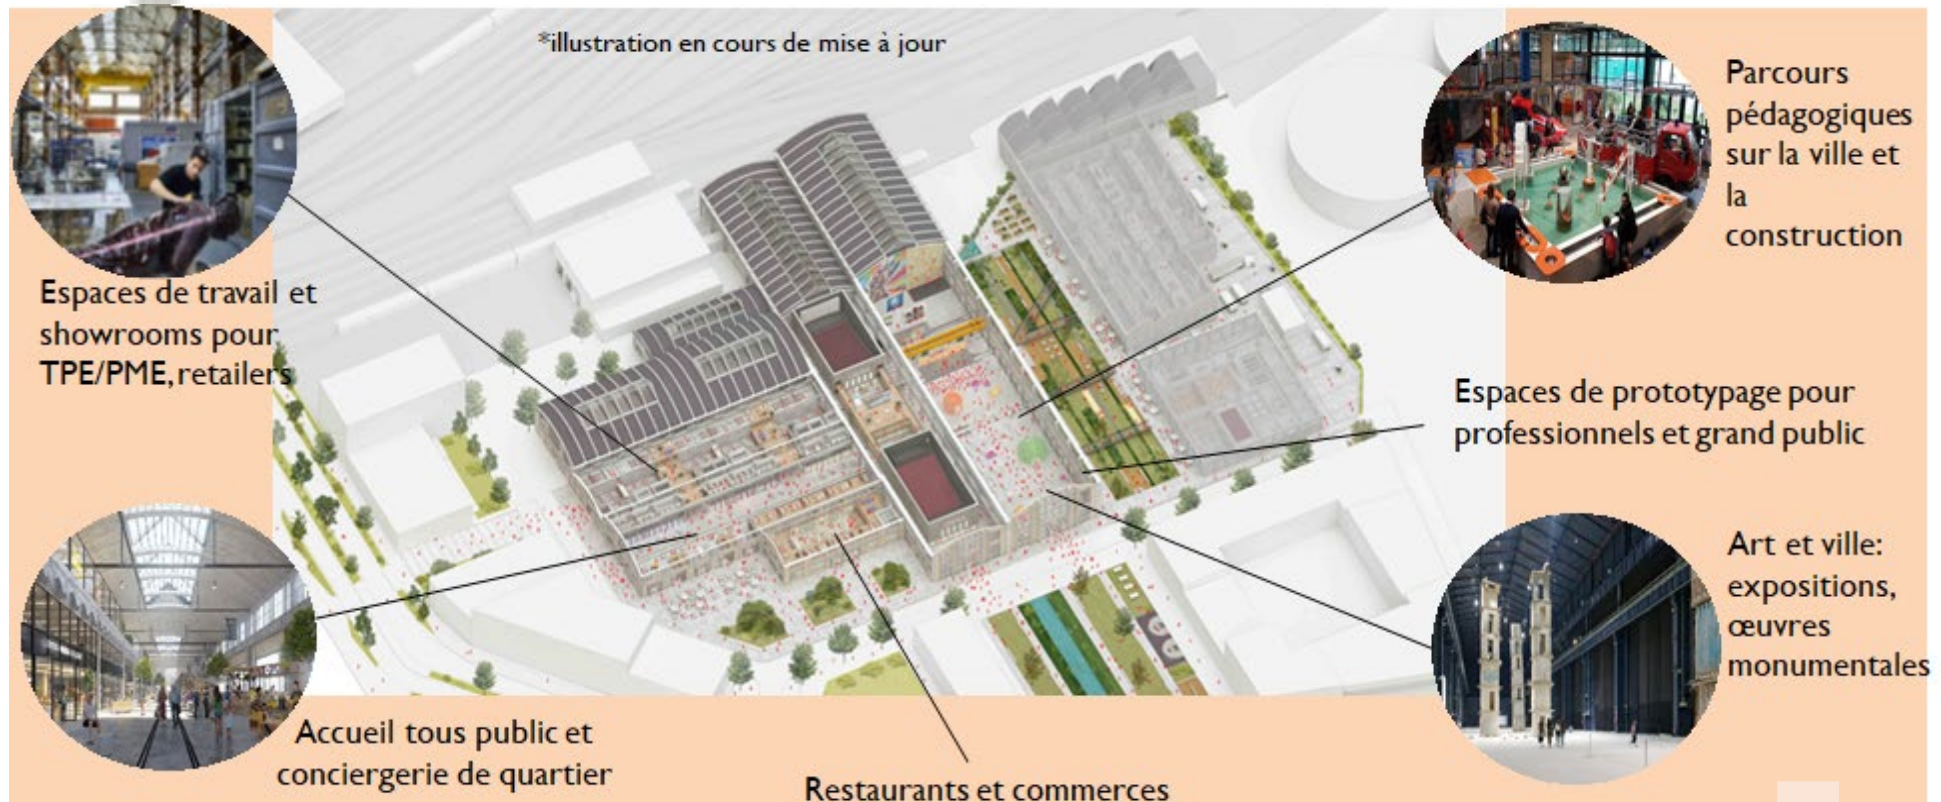 *illustration en cours de mise à jour
Parcours
pédagogiques
sur la ville et
la
construction
Espaces de travail et
showrooms pour
TPE/PME, retailers
Espaces de prototypage pour
professionnels et grand public
Art et ville:
expositions,
œuvres
monumentales
Accueil tous public et
conciergerie de quartier
Restaurants et commerces